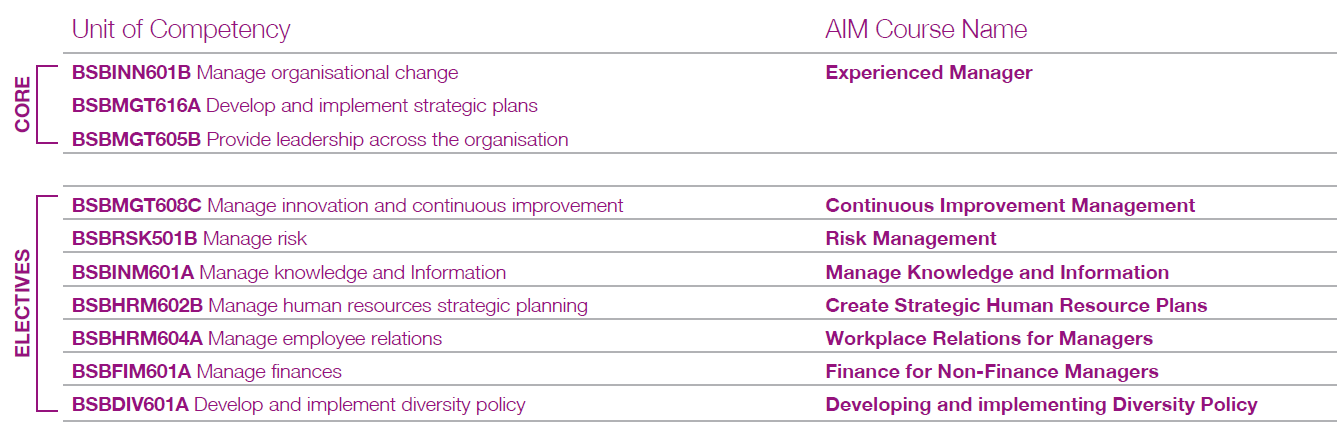 Unit of Competency AIM Course Name
CORE
BSBINN601B Manage organisational change Experienced Manager
BSBMGT616A Develop and implement strategic plans
BSBMGT605B Provide leadership across the organisation
ELECTIVES
BSBMGT608C Manage innovation and continuous improvement Continuous Improvement Management
BSBRSK501B Manage risk Risk Management
BSBINM601A Manage knowledge and Information Manage Knowledge and Information
BSBHRM602B Manage human resources strategic planning Create Strategic Human Resource Plans
BSBHRM604A Manage employee relations Workplace Relations for Managers
BSBFIM601A Manage finances Finance for Non-Finance Managers
BSBDIV601A Develop and implement diversity policy Developing and implementing Diversity Policy